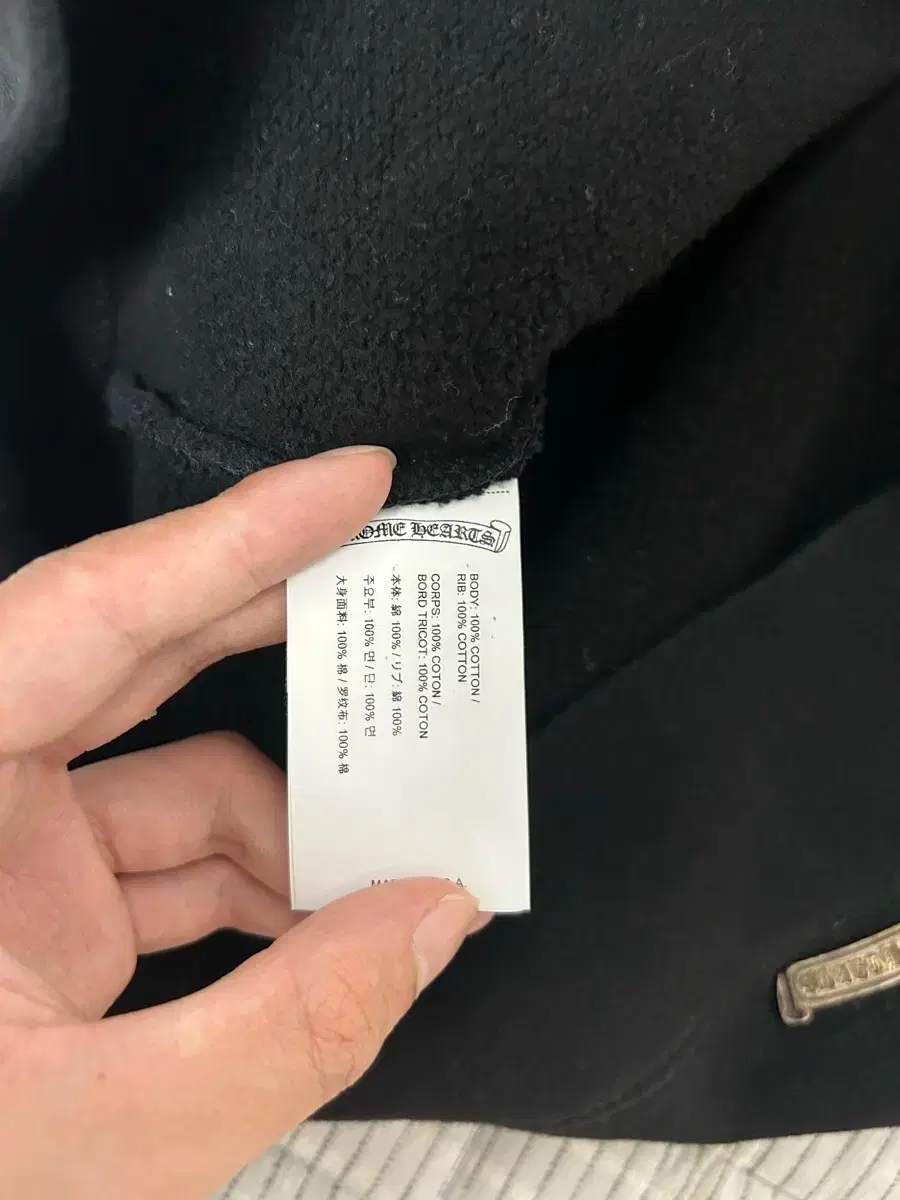 ROME HEARTS
BODY: 100% COTTON /
RIB: 100% COTTON
CORPS: 100% COTON /
BORD TRICOT: 100% COTON
本体: 綿 100% / リブ: 綿 100%
주요부: 100% 면 / 단: 100% 면
大身面料: 100% 棉 / 罗纹布: 100% 棉